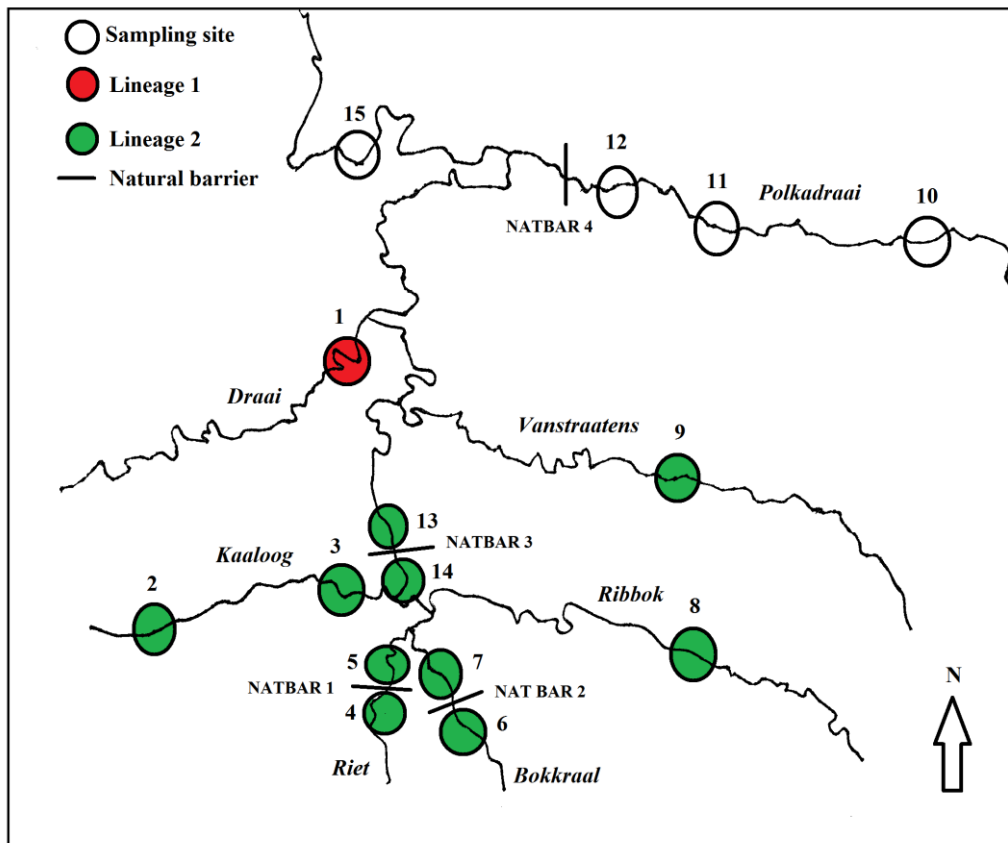 Sampling site
Lineage 1
Lineage 2
Natural barrier
15
12
11
Polkadraai
10
NATBAR 4
1
Draai
Vanstraatens
9
13
NATBAR 3
Kaaloog
3
14
2
Ribbok
8
5
7
NATBAR 1
NAT BAR 2
4
6
N
Riet
Bokkraal